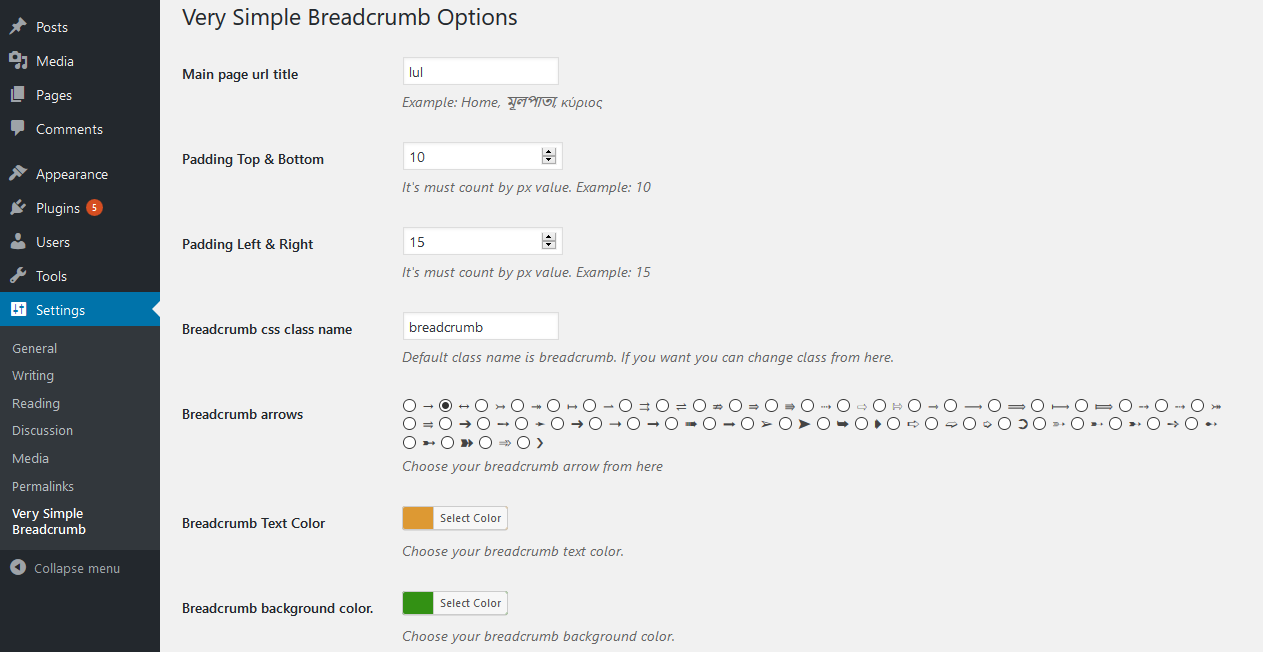 Very Simple Breadcrumb Options
Posts
Media
Pages
Comments
Appearance
Plugins 5
Users
Tools
Settings
General
Writing
Reading
Discussion
Media
Permalinks
Very Simple
Breadcrumb
Collapse menu
Main page url title
lul
Example: Home, মূলপাতা, κύριος
Padding Top & Bottom
10
It's must count by px value. Example: 10
Padding Left & Right
15
It's must count by px value. Example: 15
Breadcrumb css class name
breadcrumb
Default class name is breadcrumb. If you want you can change class from here.
Breadcrumb arrows
Choose your breadcrumb arrow from here
Breadcrumb Text Color
Select Color
Choose your breadcrumb text color.
Breadcrumb background color.
Select Color
Choose your breadcrumb background color.